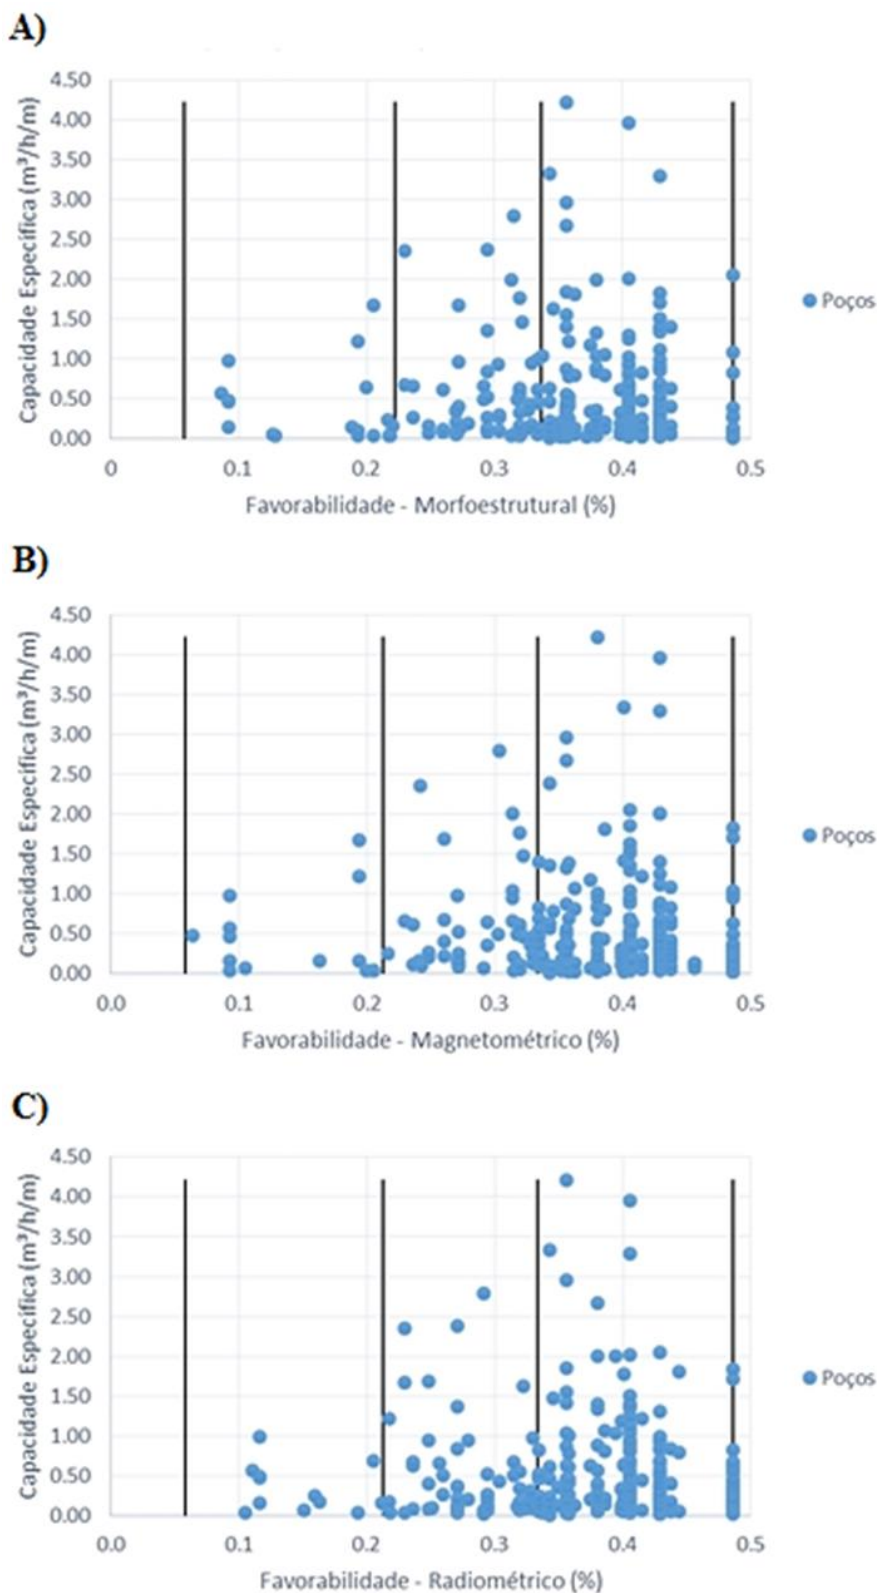 A)
4.50
4.00
3.50
3.00
2.50
2.00
1.50
1.00
0.50
0.00
Capacidade Específica (m³/h/m)
0 0.1 0.2 0.3 0.4 0.5
Favorabilidade - Morfoestrutural (%)
Poços
B)
4.50
4.00
3.50
3.00
2.50
2.00
1.50
1.00
0.50
0.00
Capacidade Específica (m³/h/m)
0.0 0.1 0.2 0.3 0.4 0.5
Favorabilidade - Magnetométrico (%)
Poços
C)
4.50
4.00
3.50
3.00
2.50
2.00
1.50
1.00
0.50
0.00
Capacidade Específica (m³/h/m)
0.0 0.1 0.2 0.3 0.4 0.5
Favorabilidade - Radiométrico (%)
Poços